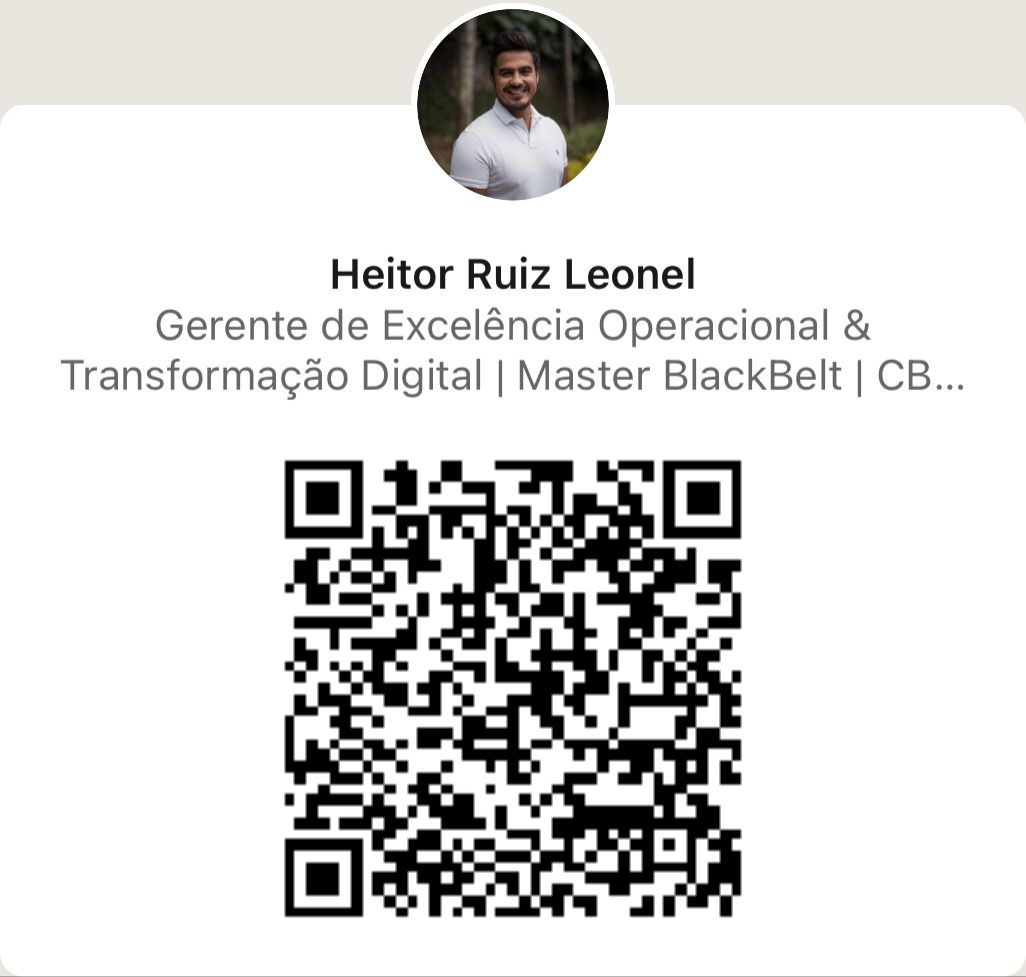 Heitor Ruiz Leonel
Gerente de Excelência Operacional &
Transformação Digital | Master BlackBelt | CB...